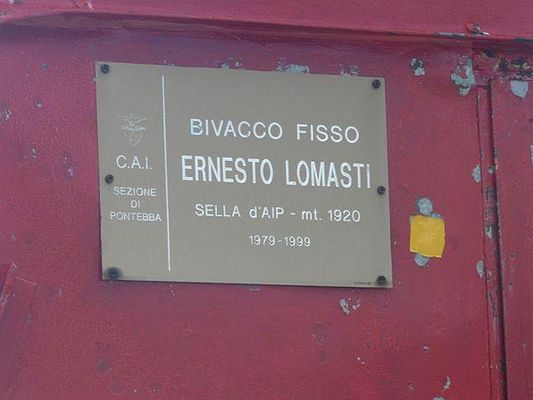 C.A.I.
SEZIONE
DI
PONTEBBA
BIVACCO FISSO
ERNESTO LOMASTI
SELLA d'AIP - mt. 1920
1979-1999